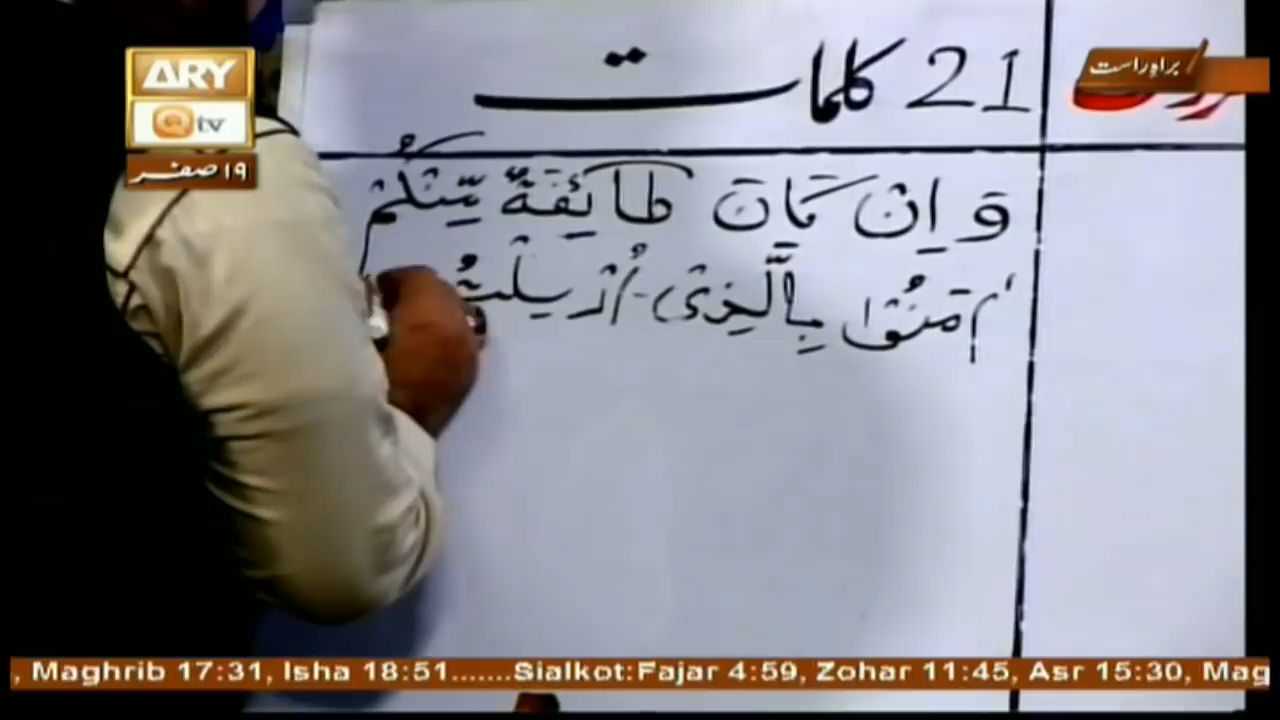 ARY
Qtv
۱۹ صفر
براہِ راست
21 کلمات
وَ اِنْ كَانَ طَآئِفَةٌ مِّنْكُمْ
اٰمَنُوْا بِالَّذِیْ اُرْسِلْتُ
, Maghrib 17:31, Isha 18:51.......Sialkot:Fajar 4:59, Zohar 11:45, Asr 15:30, Mag